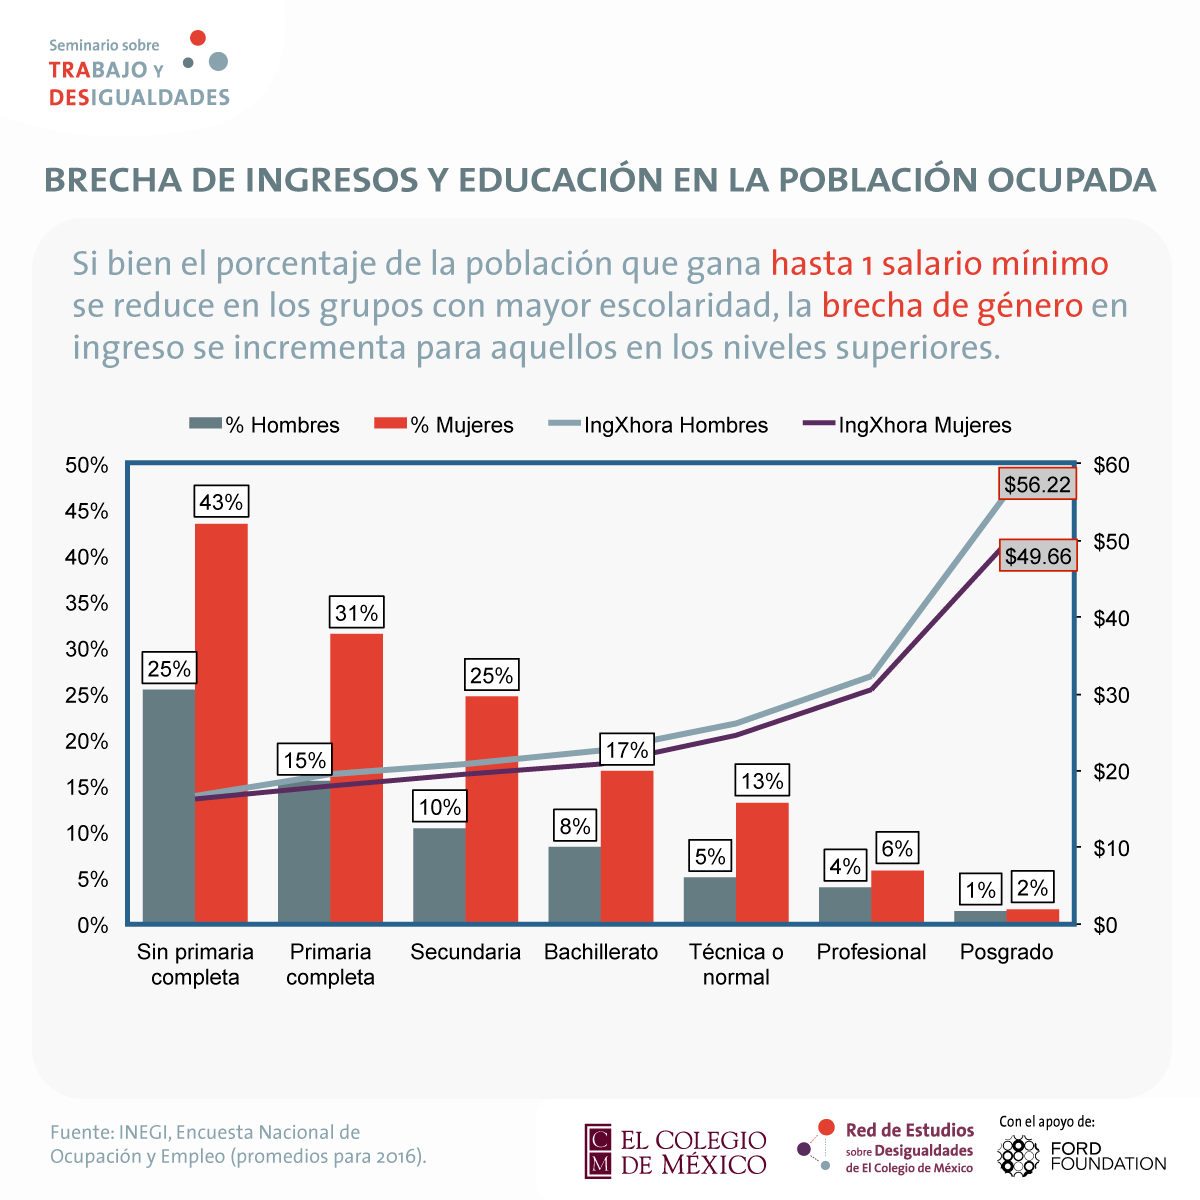 Seminario sobre
TRABAJO Y
DESIGUALDADES
BRECHA DE INGRESOS Y EDUCACIÓN EN LA POBLACIÓN OCUPADA
Si bien el porcentaje de la población que gana hasta 1 salario mínimo
se reduce en los grupos con mayor escolaridad, la brecha de género en
ingreso se incrementa para aquellos en los niveles superiores.
% Hombres % Mujeres IngXhora Hombres IngXhora Mujeres
50%
45%
40%
35%
30%
25%
20%
15%
10%
5%
0%
25%
43%
15%
31%
10%
25%
8%
17%
5%
13%
4%
6%
1%
2%
$56.22
$49.66
$60
$50
$40
$30
$20
$10
$0
Sin primaria
completa
Primaria
completa
Secundaria
Bachillerato
Técnica o
normal
Profesional
Posgrado
Fuente: INEGI, Encuesta Nacional de
Ocupación y Empleo (promedios para 2016).
C
M
EL COLEGIO
DE MÉXICO
Red de Estudios
sobre Desigualdades
de El Colegio de México
Con el apoyo de:
FORD
FOUNDATION